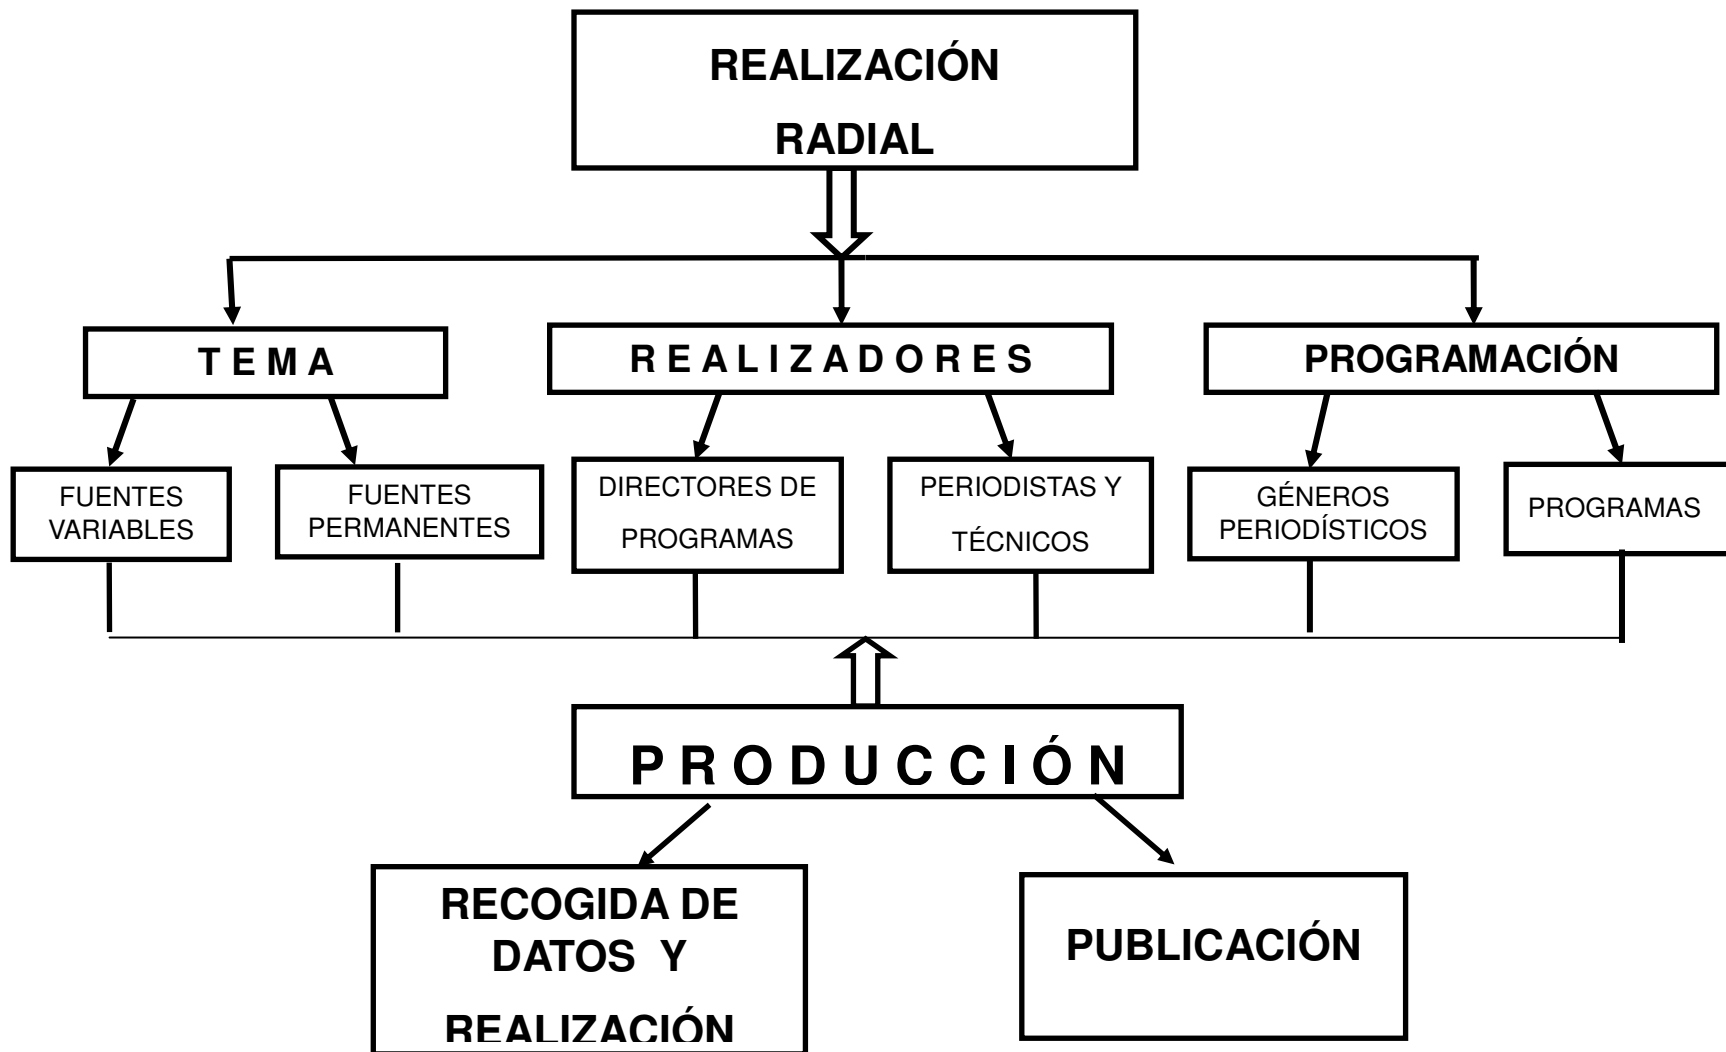 REALIZACIÓN
RADIAL
T E M A
R E A L I Z A D O R E S
PROGRAMACIÓN
FUENTES
VARIABLES
FUENTES
PERMANENTES
DIRECTORES DE
PROGRAMAS
PERIODISTAS Y
TÉCNICOS
GÉNEROS
PERIODÍSTICOS
PROGRAMAS
P R O D U C C I Ó N
RECOGIDA DE
DATOS Y
REALIZACIÓN
PUBLICACIÓN